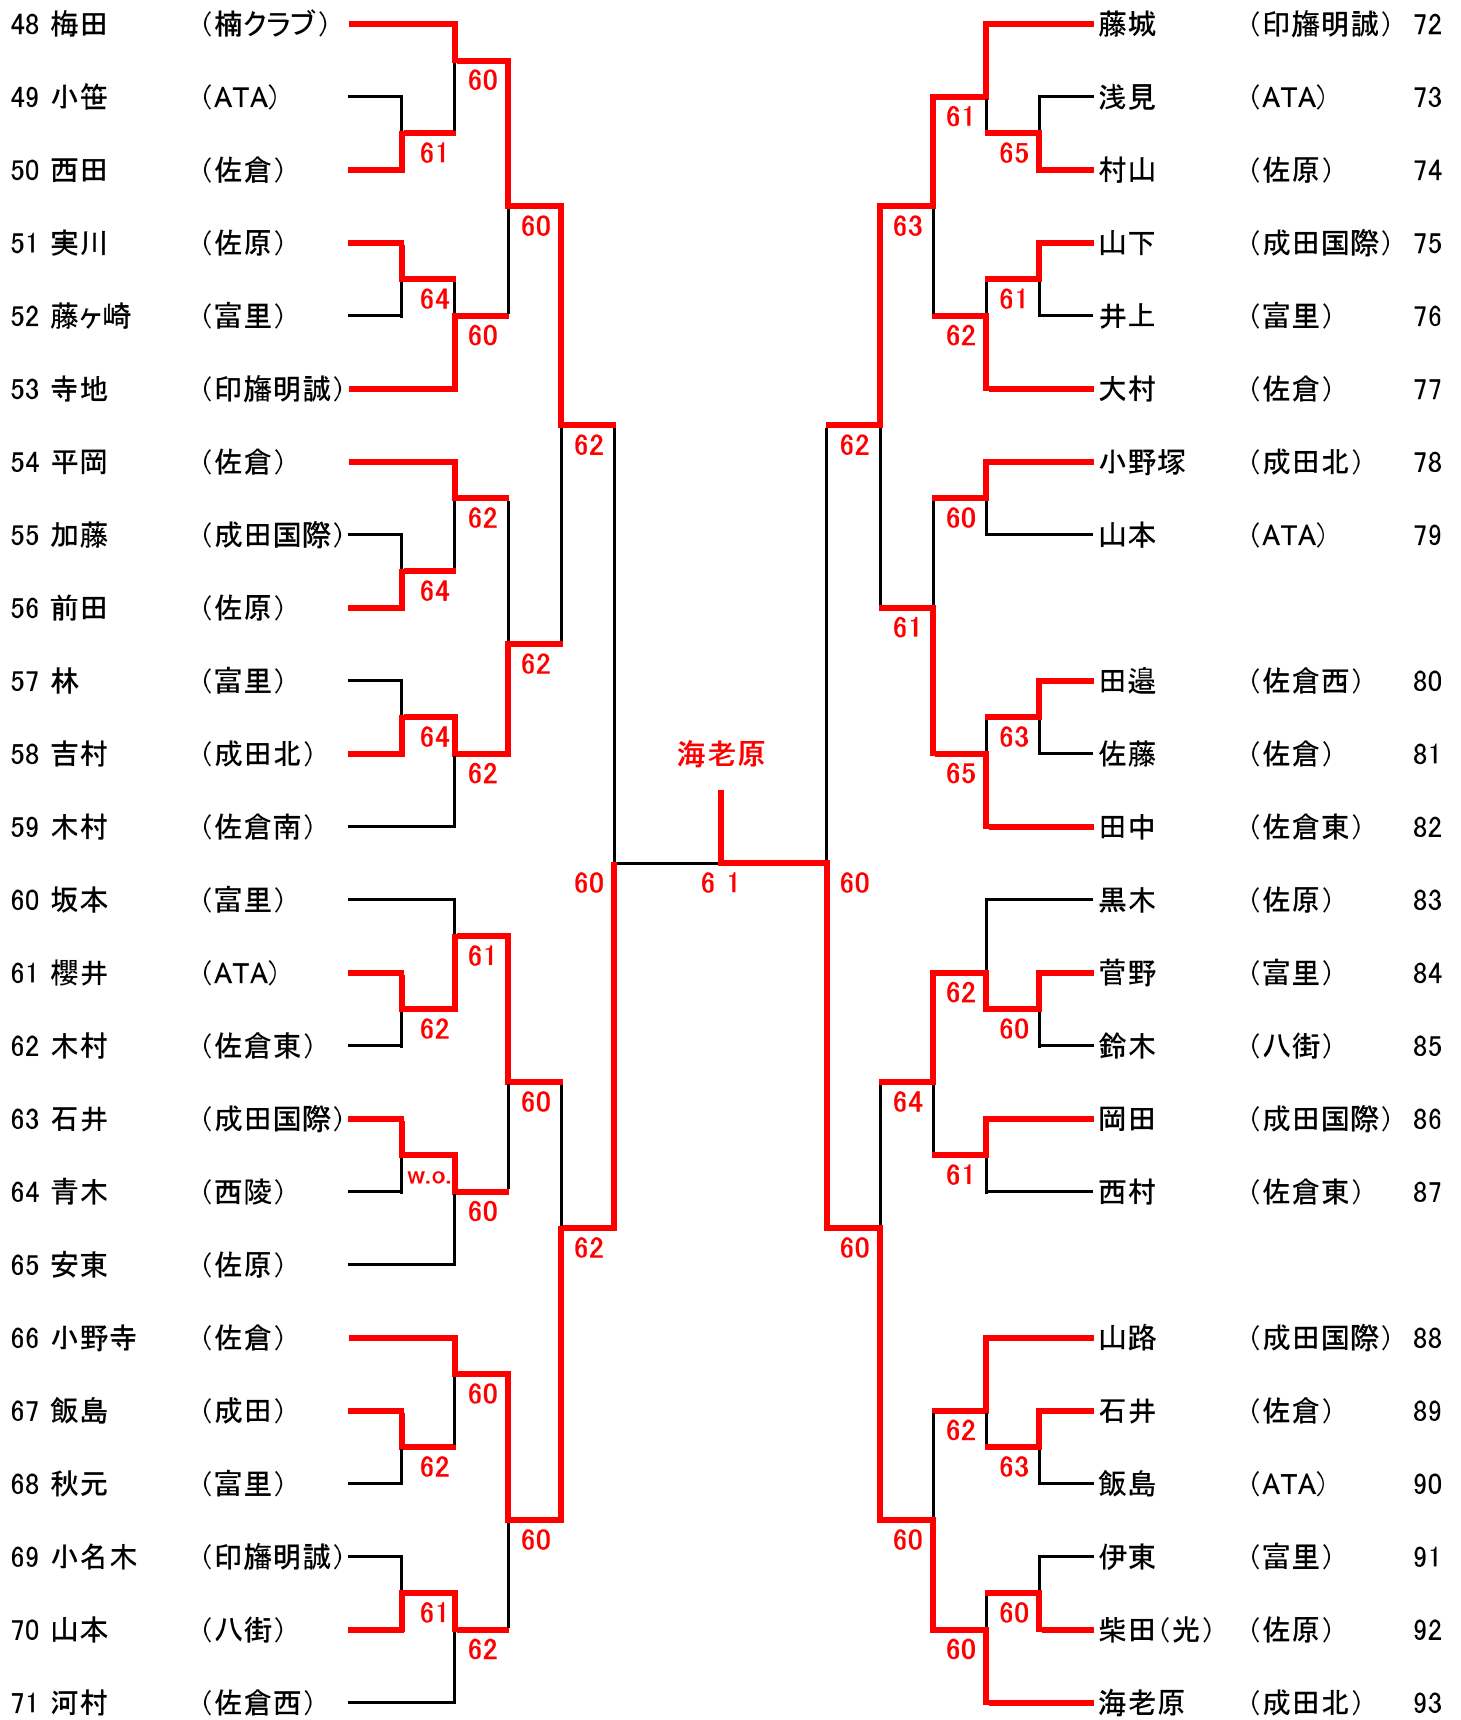 48 梅田 （楠クラブ） 藤城 （印旛明誠） 72
60
49 小笹 （ATA） 浅見 （ATA） 73
61
61 65
50 西田 （佐倉） 村山 （佐原） 74
60 63
51 実川 （佐原） 山下 （成田国際） 75
64 61
52 藤ヶ崎 （富里） 井上 （富里） 76
60 62
53 寺地 （印旛明誠） 大村 （佐倉） 77
62 62
54 平岡 （佐倉） 小野塚 （成田北） 78
62 60
55 加藤 （成田国際） 山本 （ATA） 79
64
56 前田 （佐原）
61
62
57 林 （富里） 田邉 （佐倉西） 80
64 63
58 吉村 （成田北） 海老原 佐藤 （佐倉） 81
62 65
59 木村 （佐倉南） 田中 （佐倉東） 82
60 6 1 60
60 坂本 （富里） 黒木 （佐原） 83
61
61 櫻井 （ATA） 菅野 （富里） 84
62
62 60
62 木村 （佐倉東） 鈴木 （八街） 85
60 64
63 石井 （成田国際） 岡田 （成田国際） 86
w.o. 61
64 青木 （西陵） 西村 （佐倉東） 87
60
62 60
65 安東 （佐原）
66 小野寺 （佐倉） 山路 （成田国際） 88
60
67 飯島 （成田） 石井 （佐倉） 89
62
62 63
68 秋元 （富里） 飯島 （ATA） 90
60 60
69 小名木 （印旛明誠） 伊東 （富里） 91
61 60
70 山本 （八街） 柴田（光） （佐原） 92
62 60
71 河村 （佐倉西） 海老原 （成田北） 93